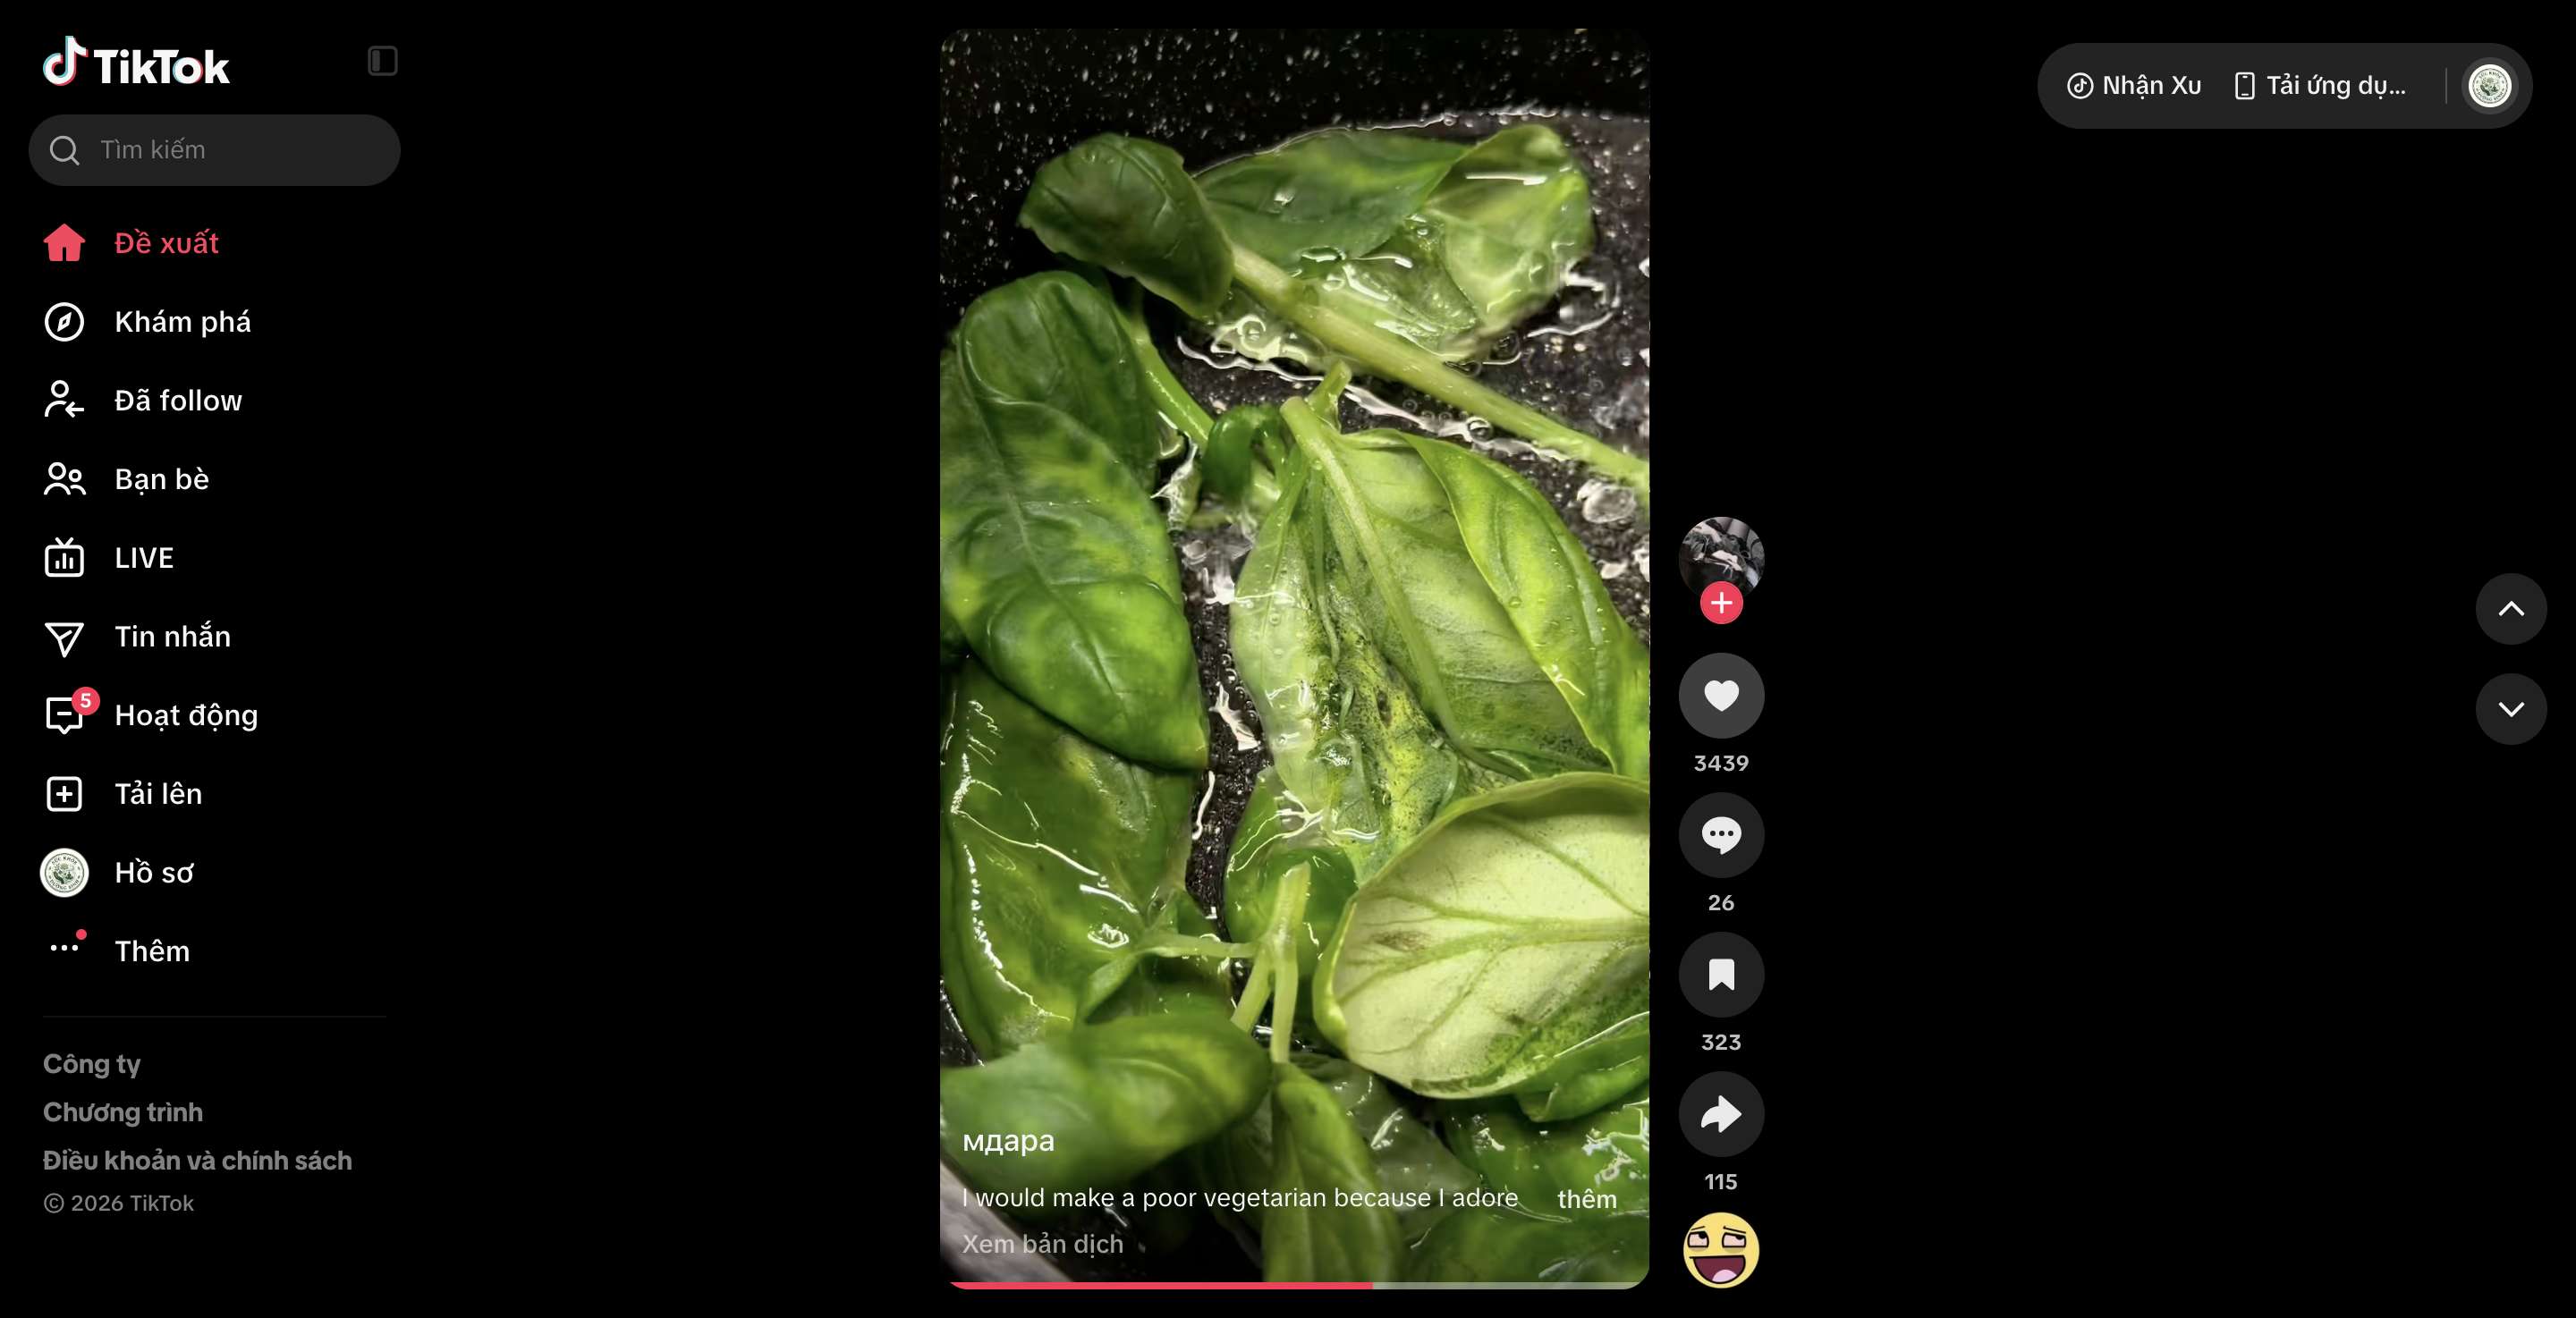 TikTok
Tìm kiếm
Đề xuất
Khám phá
Đã follow
Bạn bè
LIVE
Tin nhắn
5
Hoạt động
Tải lên
Hồ sơ
Thêm
Công ty
Chương trình
Điều khoản và chính sách
© 2026 TikTok
мдара
I would make a poor vegetarian because I adore thêm
Xem bản dịch
3439
26
323
115
Nhận Xu
Tải ứng dụ...